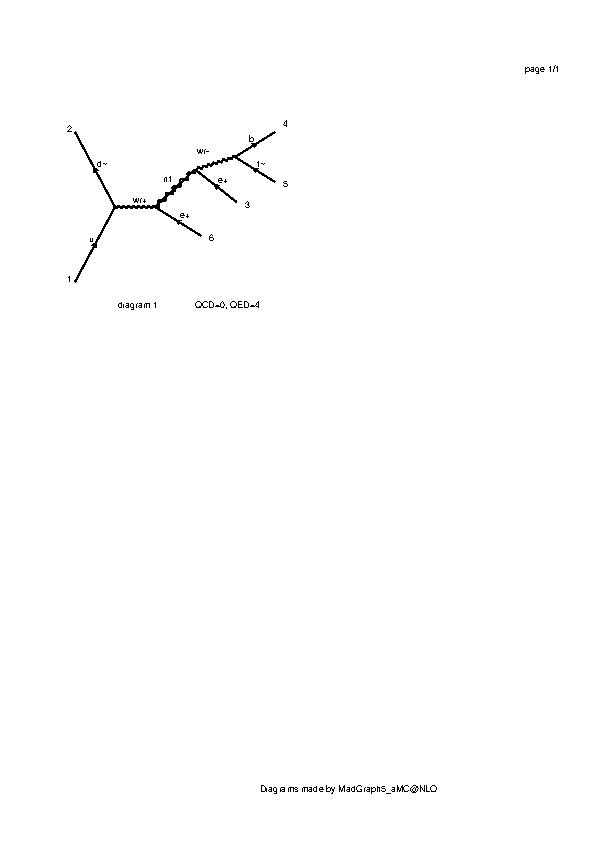 page 1/1
2
4
b
wr-
d~
t~
n1
e+
5
wr+
3
e+
6
u
1
diagram 1 QCD=0, QED=4
Diagrams made by MadGraph5_aMC@NLO